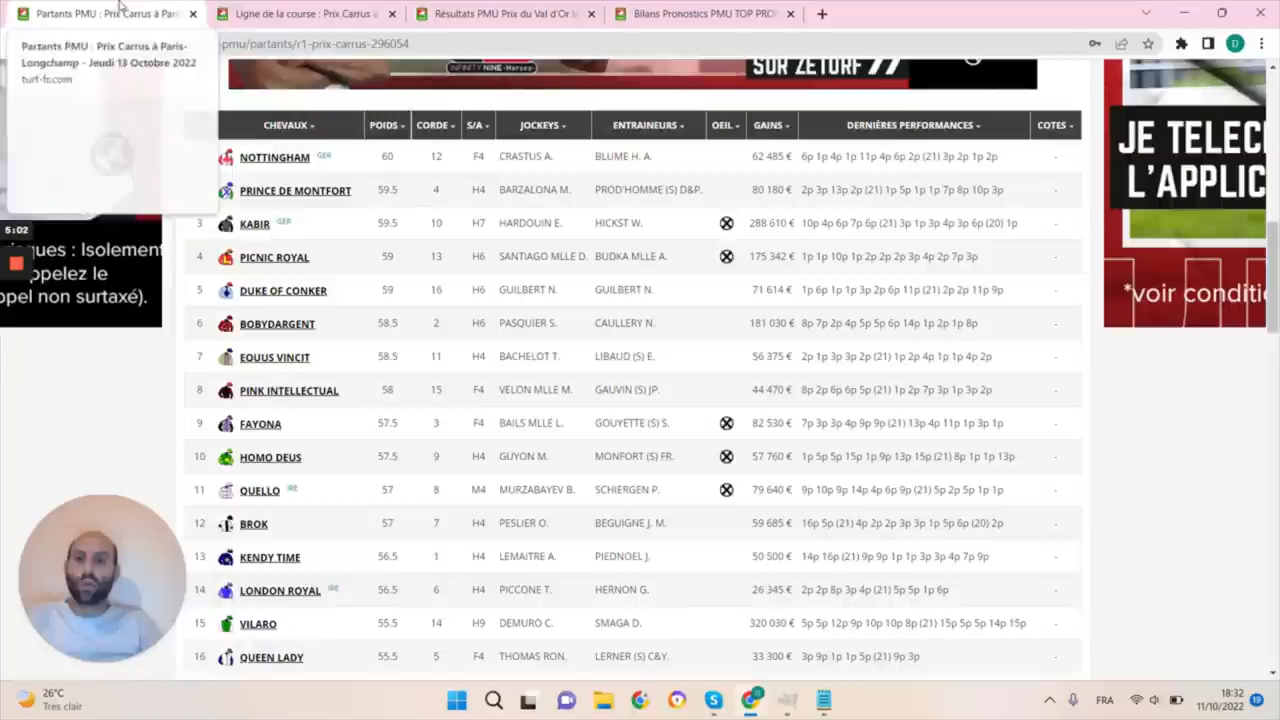 Partants PMU : Prix Carrus à Par
Ligne de la course : Prix Carrus a
Résultats PMU Prix du Val d'Or le
Bilans Pronostics PMU TOP PRO
Partants PMU : Prix Carrus à Paris-
Longchamp - Jeudi 13 Octobre 2022
turf-fr.com
pmu/partants/r1-prix-carrus-296054
D
INFINITY NINE-Horses
SUR ZETURF
JE TELEC
L'APPLIC
*voir conditi
5:02
ques : Isolement
appelez le
pel non surtaxé).
CHEVAUX POIDS CORDE S/A JOCKEYS ENTRAINEURS OEIL GAINS DERNIÈRES PERFORMANCES COTES
NOTTINGHAM GER 60 12 F4 CRASTUS A. BLUME H. A. 62 485 € 6p 1p 4p 1p 11p 4p 6p 2p (21) 3p 2p 1p 2p -
PRINCE DE MONTFORT 59.5 4 H4 BARZALONA M. PROD'HOMME (S) D&P. 80 180 € 2p 3p 13p 2p (21) 1p 5p 1p 1p 7p 8p 10p 3p -
3 KABIR GER 59.5 10 H7 HARDOUIN E. HICKST W. 288 610 € 10p 4p 6p 7p 6p (21) 3p 1p 3p 4p 3p 6p (20) 1p -
4 PICNIC ROYAL 59 13 H6 SANTIAGO MLLE D. BUDKA MLLE A. 175 342 € 1p 1p 10p 1p 2p 2p 2p 3p 4p 2p 7p 3p -
5 DUKE OF CONKER 59 16 H6 GUILBERT N. GUILBERT N. 71 614 € 1p 6p 1p 1p 3p 2p 6p 11p (21) 2p 2p 11p 9p -
6 BOBYDARGENT 58.5 2 H6 PASQUIER S. CAULLERY N. 181 030 € 8p 7p 2p 4p 5p 5p 6p 14p 1p 2p 1p 8p -
7 EQUUS VINCIT 58.5 11 H4 BACHELOT T. LIBAUD (S) E. 56 375 € 2p 1p 3p 3p 2p (21) 1p 2p 4p 1p 1p 4p 2p -
8 PINK INTELLECTUAL 58 15 F4 VELON MLLE M. GAUVIN (S) JP. 44 470 € 8p 2p 6p 6p 5p (21) 1p 2p 7p 3p 1p 3p 2p -
9 FAYONA 57.5 3 F4 BAILS MLLE L. GOUYETTE (S) S. 82 530 € 7p 3p 3p 4p 9p 9p (21) 13p 4p 11p 1p 3p 1p -
10 HOMO DEUS 57.5 9 H4 GUYON M. MONFORT (S) FR. 57 760 € 1p 5p 5p 15p 1p 9p 13p 15p (21) 8p 1p 1p 13p -
11 QUELLO IRE 57 8 M4 MURZABAYEV B. SCHIERGEN P. 79 640 € 9p 10p 9p 14p 4p 6p 9p (21) 5p 2p 5p 1p 1p -
12 BROK 57 7 H4 PESLIER O. BEGUIGNE J. M. 59 685 € 16p 5p (21) 4p 2p 2p 3p 3p 1p 5p 6p (20) 2p -
13 KENDY TIME 56.5 1 H4 LEMAITRE A. PIEDNOEL J. 50 500 € 14p 16p (21) 9p 9p 1p 1p 3p 3p 4p 7p 9p -
14 LONDON ROYAL IRE 56.5 6 H4 PICCONE T. HERNON G. 26 345 € 2p 2p 8p 3p 4p (21) 5p 5p 1p 6p -
15 VILARO 55.5 14 H9 DEMURO C. SMAGA D. 320 030 € 5p 5p 12p 9p 10p 10p 8p (21) 15p 5p 5p 14p 15p -
16 QUEEN LADY 55.5 5 F4 THOMAS RON. LERNER (S) C&Y. 33 300 € 3p 9p 1p 1p 5p (21) 9p 3p -
26°C
Tres clair
FRA
18:32
11/10/2022
19